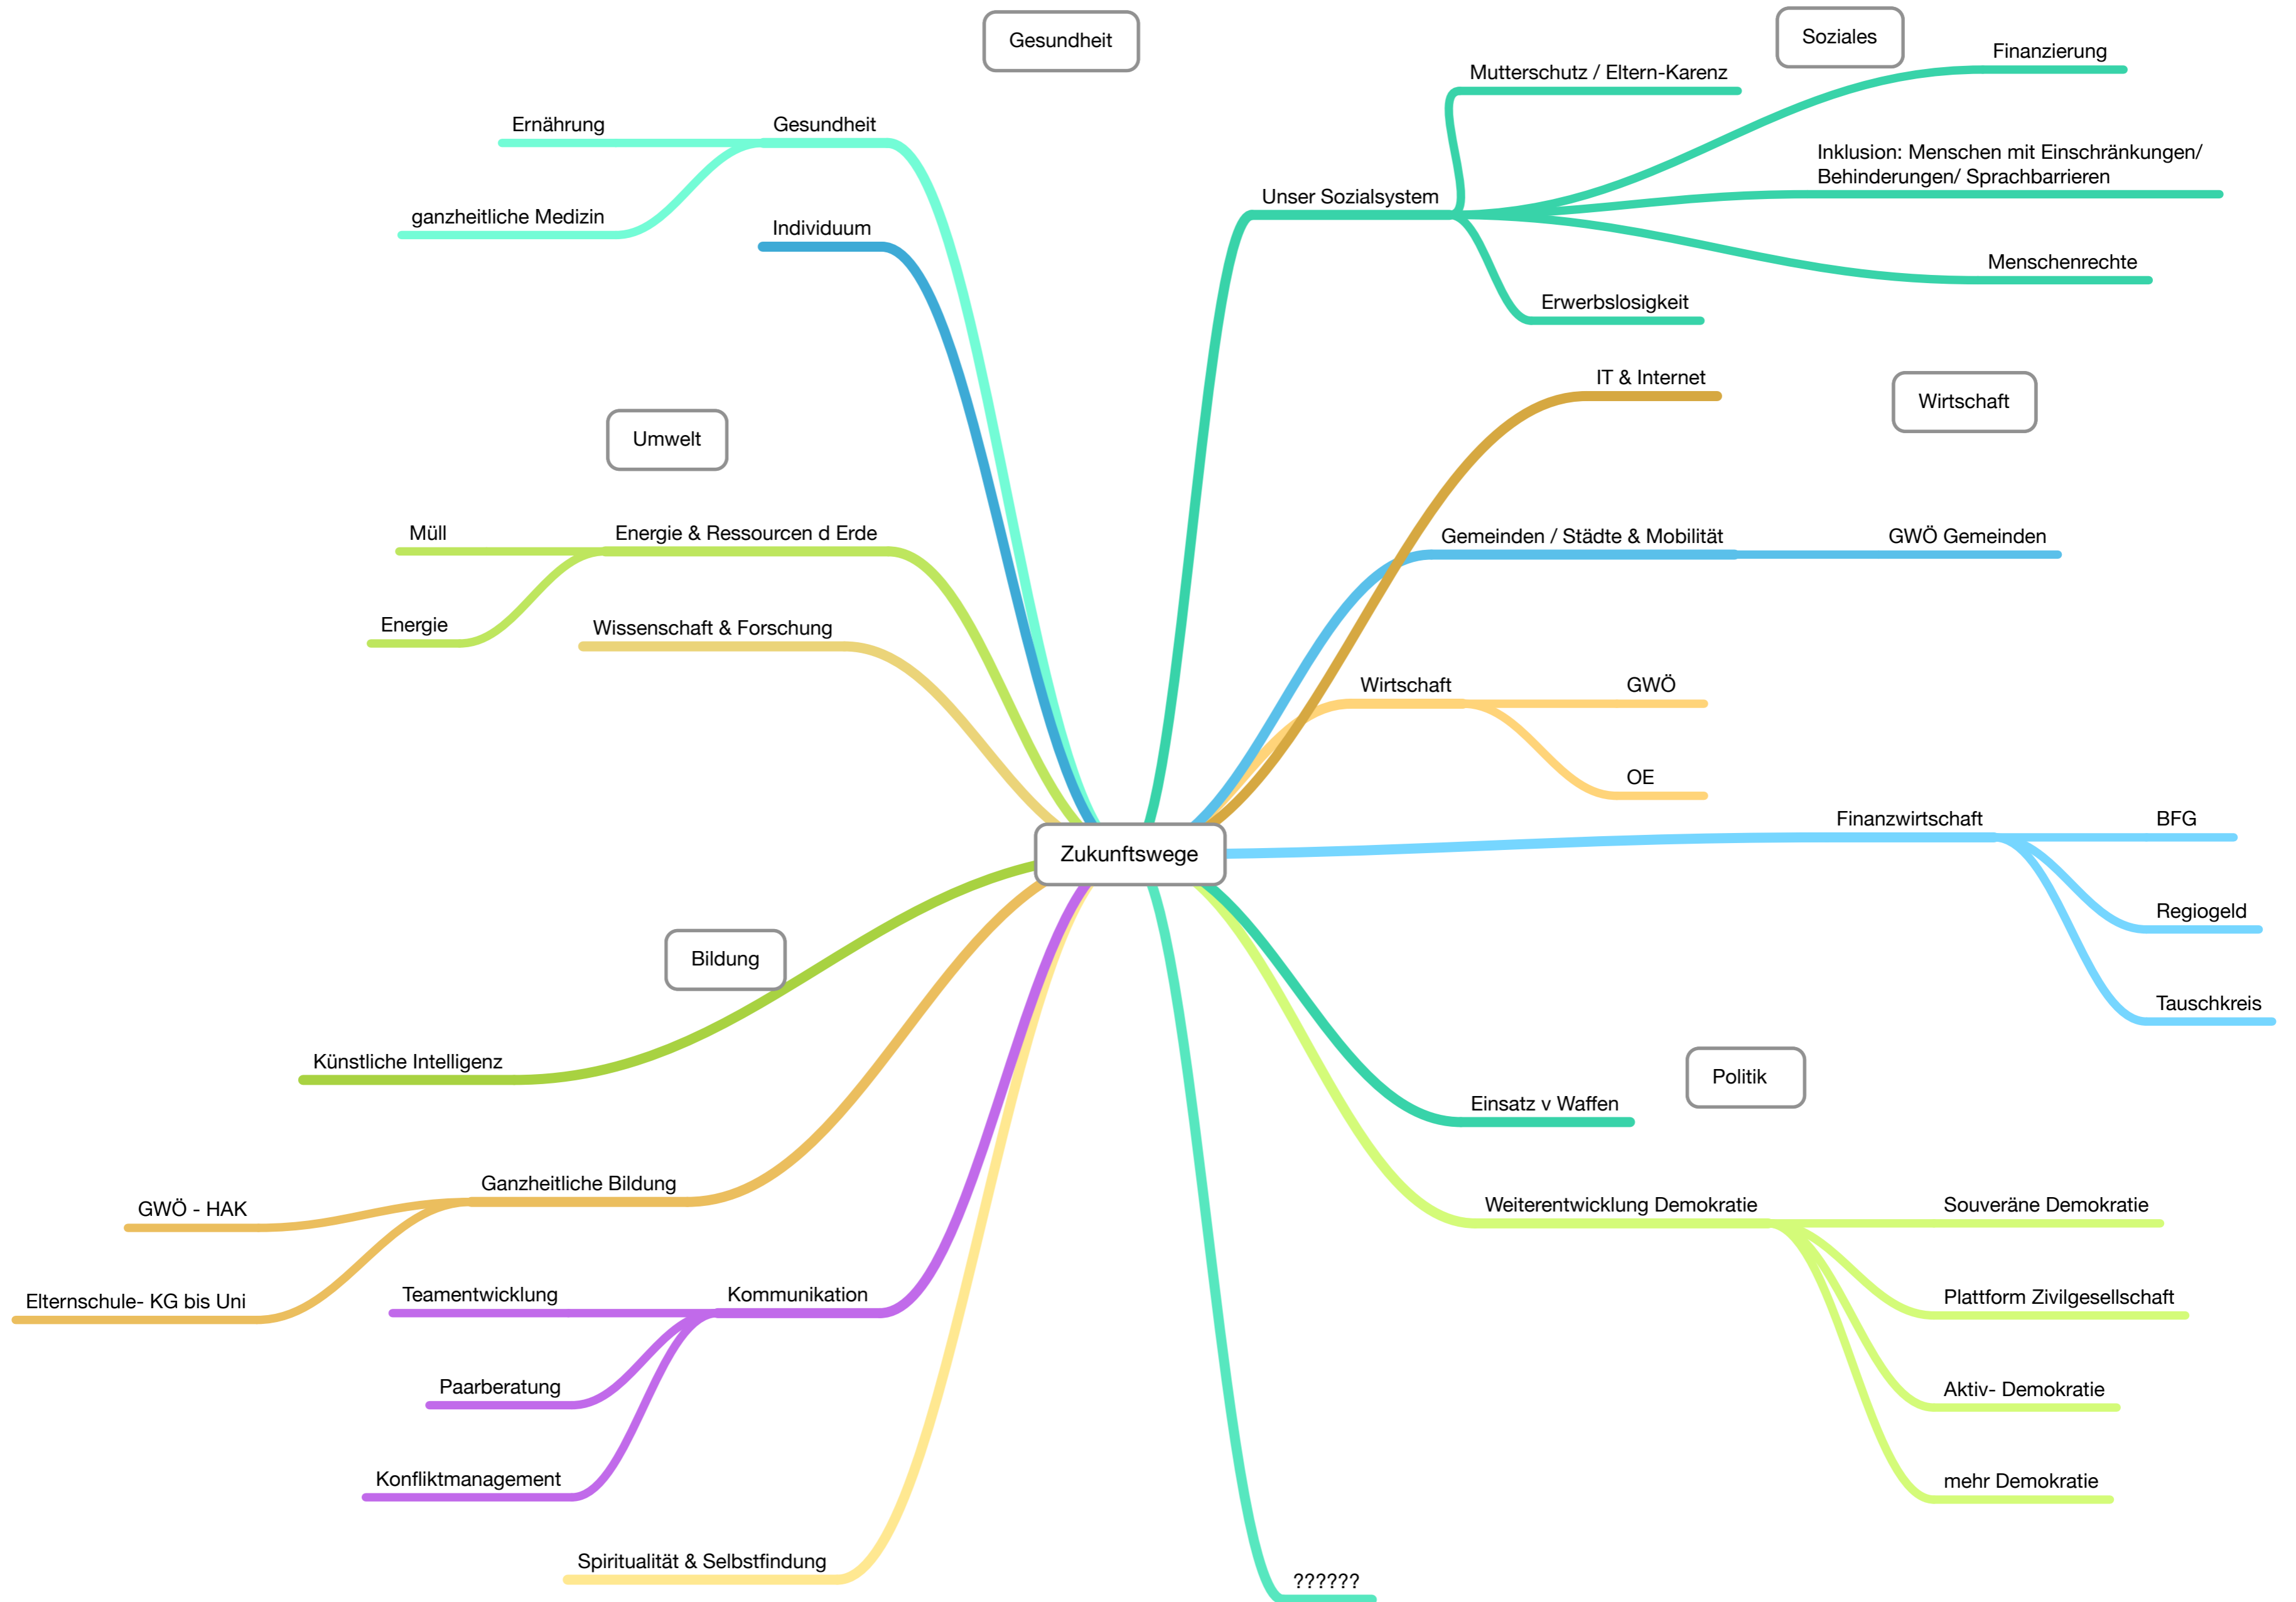 Gesundheit
Soziales
Finanzierung
Mutterschutz / Eltern-Karenz
Ernährung
Gesundheit
Inklusion: Menschen mit Einschränkungen/
Behinderungen/ Sprachbarrieren
Unser Sozialsystem
ganzheitliche Medizin
Individuum
Menschenrechte
Erwerbslosigkeit
IT & Internet
Wirtschaft
Umwelt
Müll
Energie & Ressourcen d Erde
Gemeinden / Städte & Mobilität
GWÖ Gemeinden
Energie
Wissenschaft & Forschung
Wirtschaft
GWÖ
OE
Finanzwirtschaft
BFG
Zukunftswege
Regiogeld
Bildung
Tauschkreis
Künstliche Intelligenz
Politik
Einsatz v Waffen
Ganzheitliche Bildung
GWÖ - HAK
Weiterentwicklung Demokratie
Souveräne Demokratie
Elternschule- KG bis Uni
Teamentwicklung
Kommunikation
Plattform Zivilgesellschaft
Paarberatung
Aktiv- Demokratie
Konfliktmanagement
mehr Demokratie
Spiritualität & Selbstfindung
??????